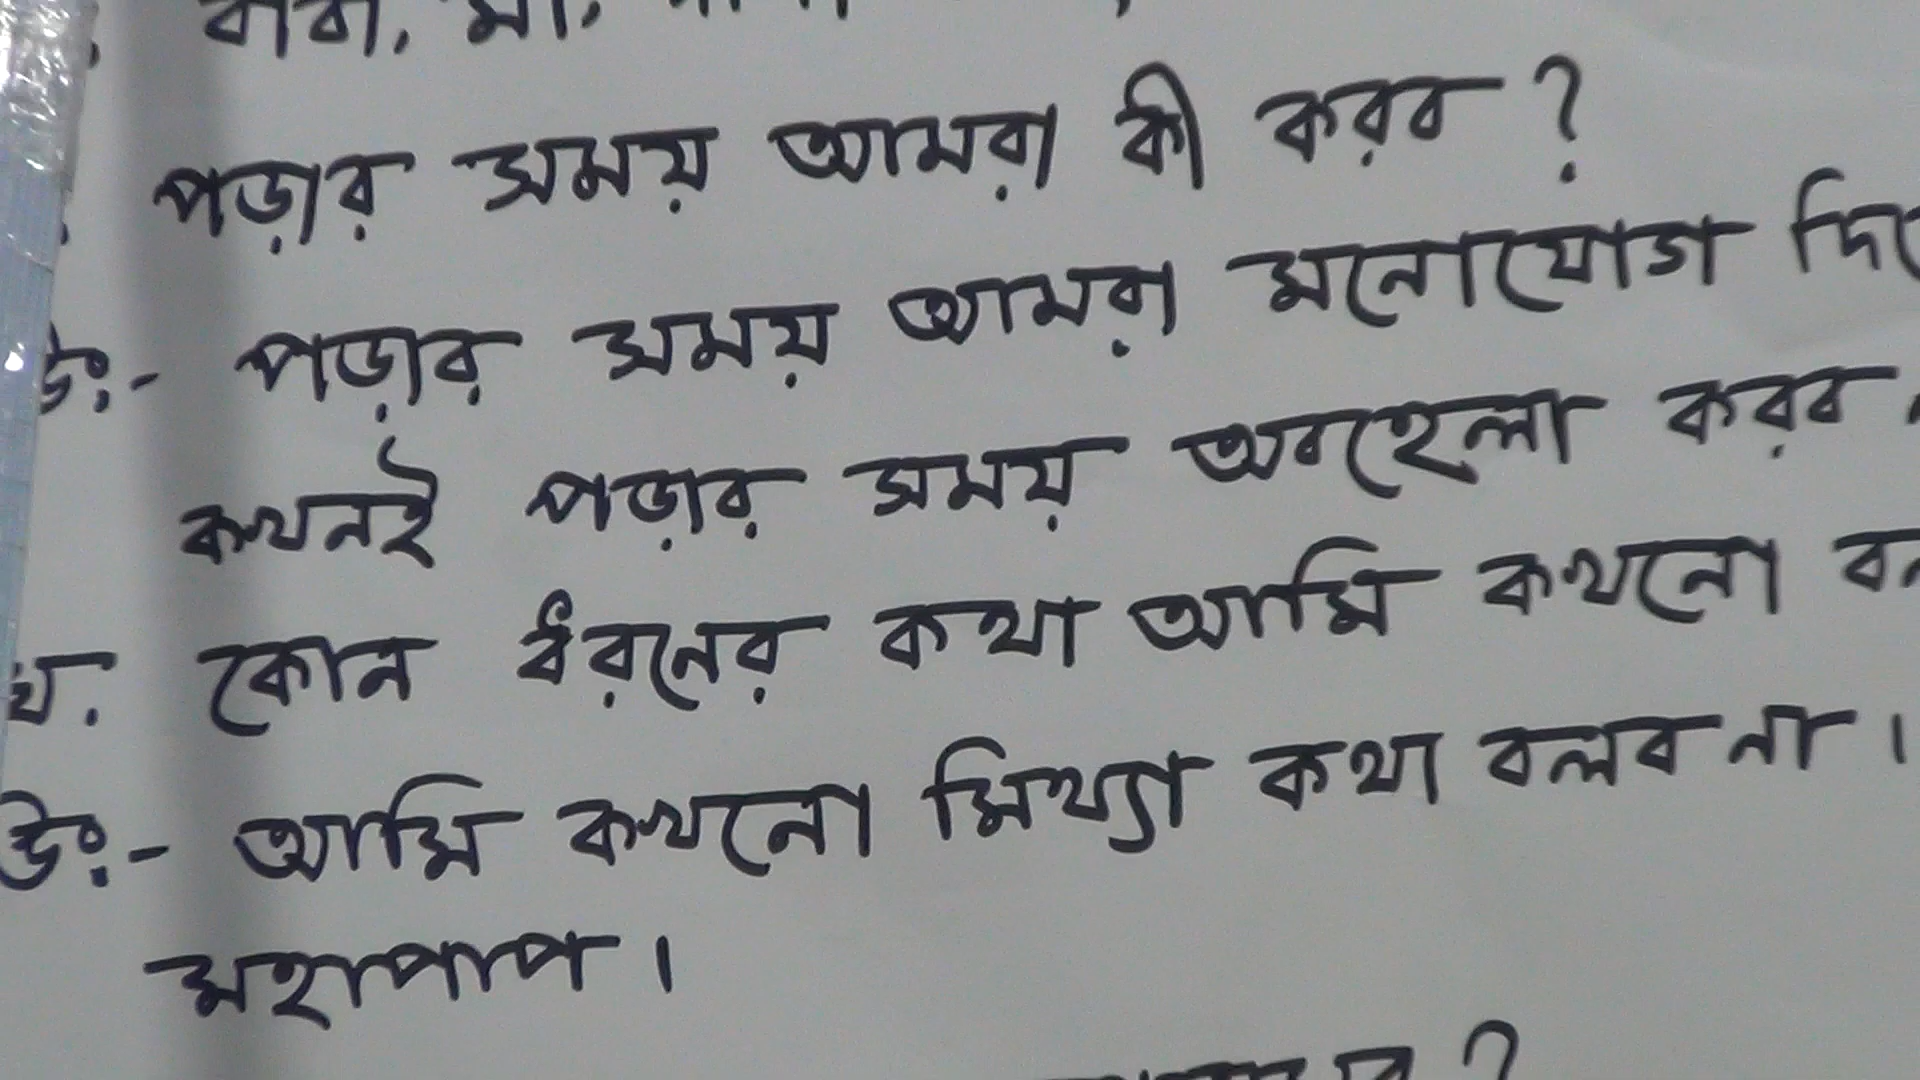 বাবা, মা,
পড়ার সময় আমরা কী করব ?
উঃ- পড়ার সময় আমরা মনোযোগ
কখনই পড়ার সময় অবহেলা করব
খ. কোন ধরনের কথা আমি কখনো
উঃ- আমি কখনো মিথ্যা কথা বলব না ।
মহাপাপ ।